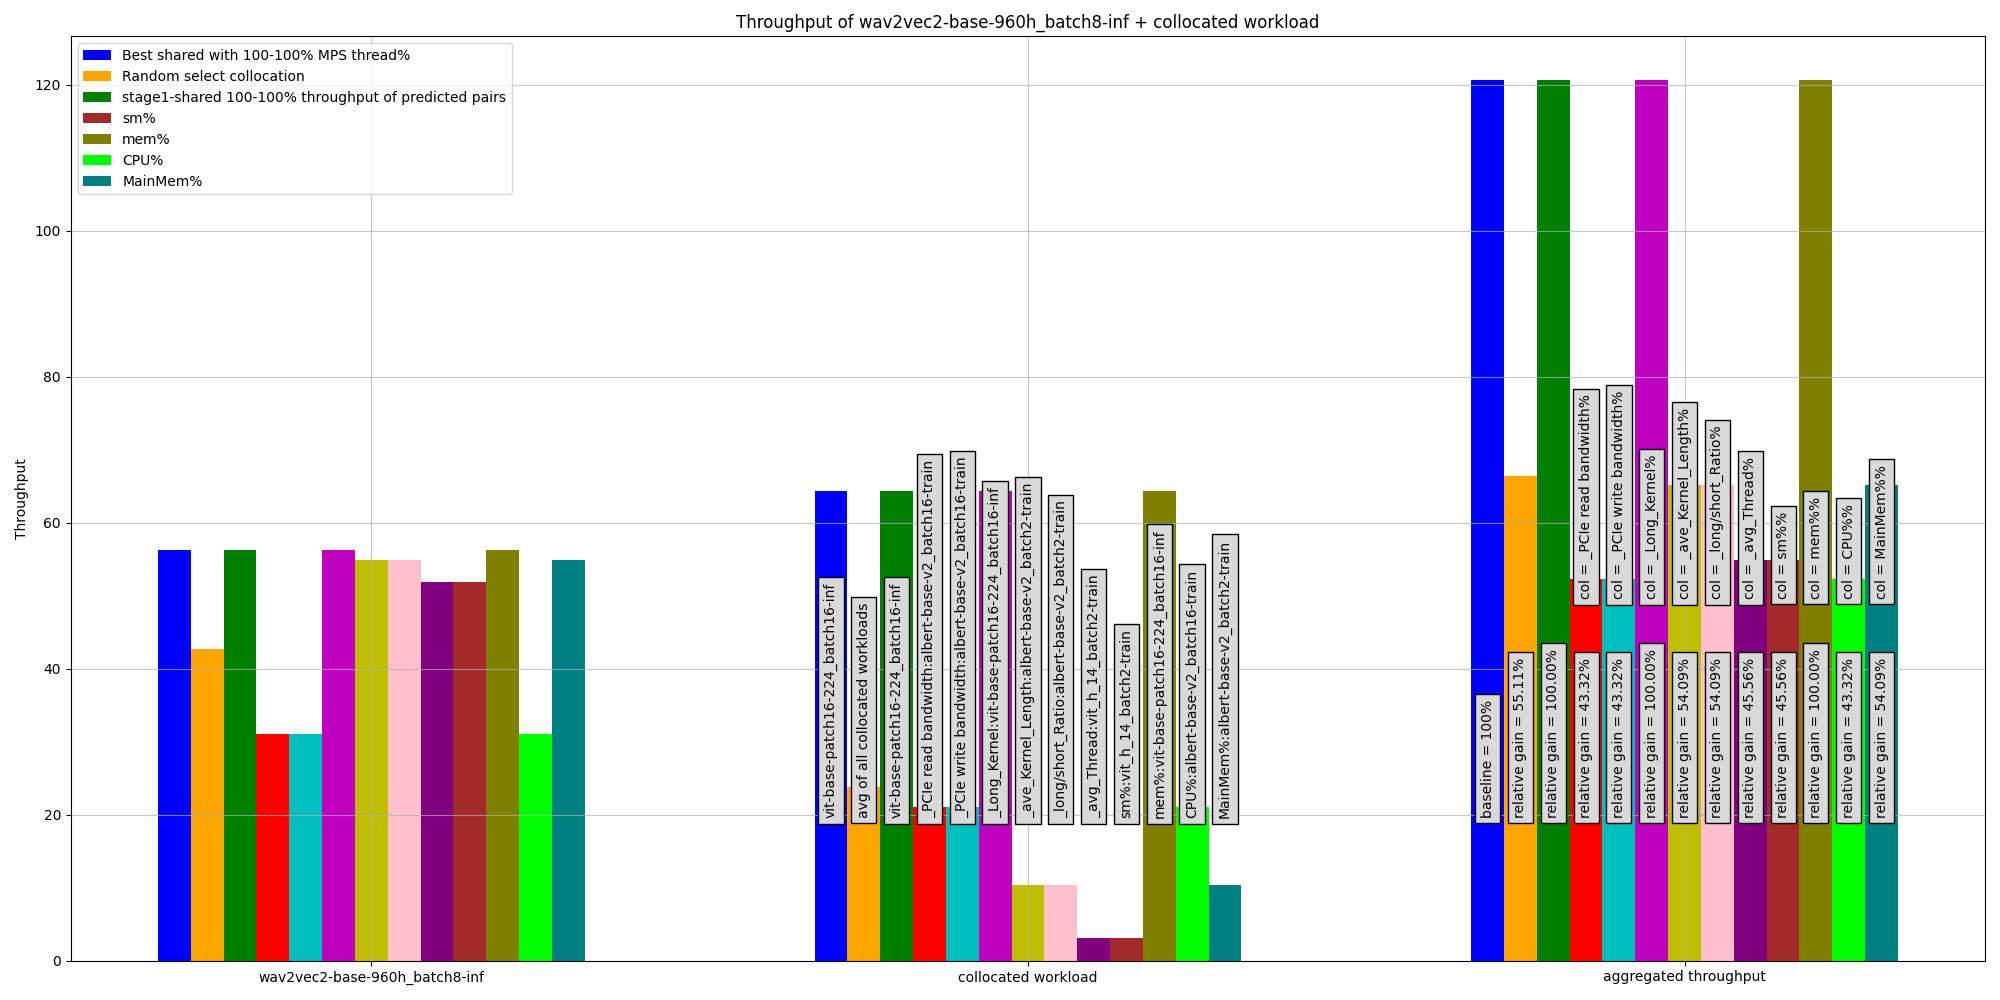 Throughput of wav2vec2-base-960h_batch8-inf + collocated workload
Best shared with 100-100% MPS thread%
Random select collocation
stage1-shared 100-100% throughput of predicted pairs
sm%
mem%
CPU%
MainMem%
Throughput
120
100
80
60
40
20
0
vit-base-patch16-224_batch16-inf
avg of all collocated workloads
vit-base-patch16-224_batch16-inf
_PCIe read bandwidth:albert-base-v2_batch16-train
_PCIe write bandwidth:albert-base-v2_batch16-train
_Long_Kernel:vit-base-patch16-224_batch16-inf
_ave_Kernel_Length:albert-base-v2_batch2-train
_long/short_Ratio:albert-base-v2_batch2-train
_avg_Thread:vit_h_14_batch2-train
sm%:vit_h_14_batch2-train
mem%:vit-base-patch16-224_batch16-inf
CPU%:albert-base-v2_batch16-train
MainMem%:albert-base-v2_batch2-train
col = _PCIe read bandwidth%
col = _PCIe write bandwidth%
col = _Long_Kernel%
col = _ave_Kernel_Length%
col = _long/short_Ratio%
col = _avg_Thread%
col = sm%%
col = mem%%
col = CPU%%
col = MainMem%%
baseline = 100%
relative gain = 55.11%
relative gain = 100.00%
relative gain = 43.32%
relative gain = 43.32%
relative gain = 100.00%
relative gain = 54.09%
relative gain = 54.09%
relative gain = 45.56%
relative gain = 45.56%
relative gain = 100.00%
relative gain = 43.32%
relative gain = 54.09%
wav2vec2-base-960h_batch8-inf
collocated workload
aggregated throughput